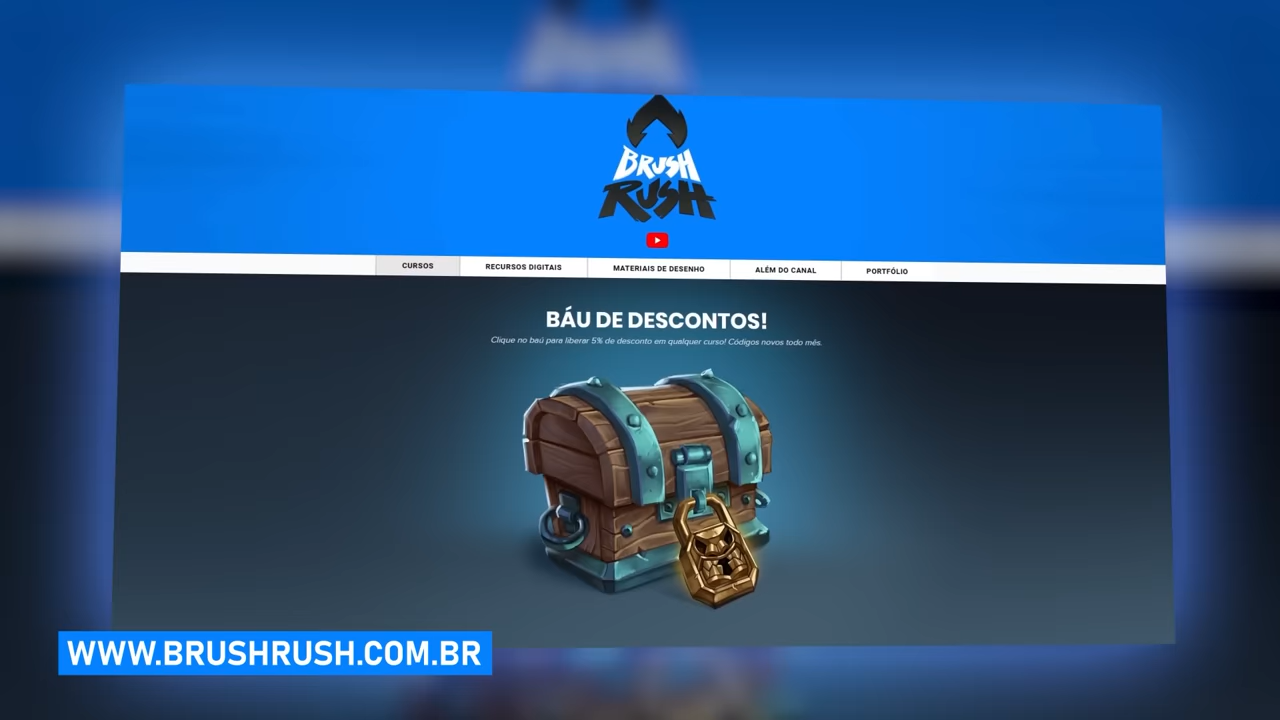 BRUSH
RUSH
CURSOS
RECURSOS DIGITAIS
MATERIAIS DE DESENHO
ALÉM DO CANAL
PORTFÓLIO
BÁU DE DESCONTOS!
Clique no baú para liberar 5% de desconto em qualquer curso! Códigos novos todo mês.
WWW.BRUSHRUSH.COM.BR